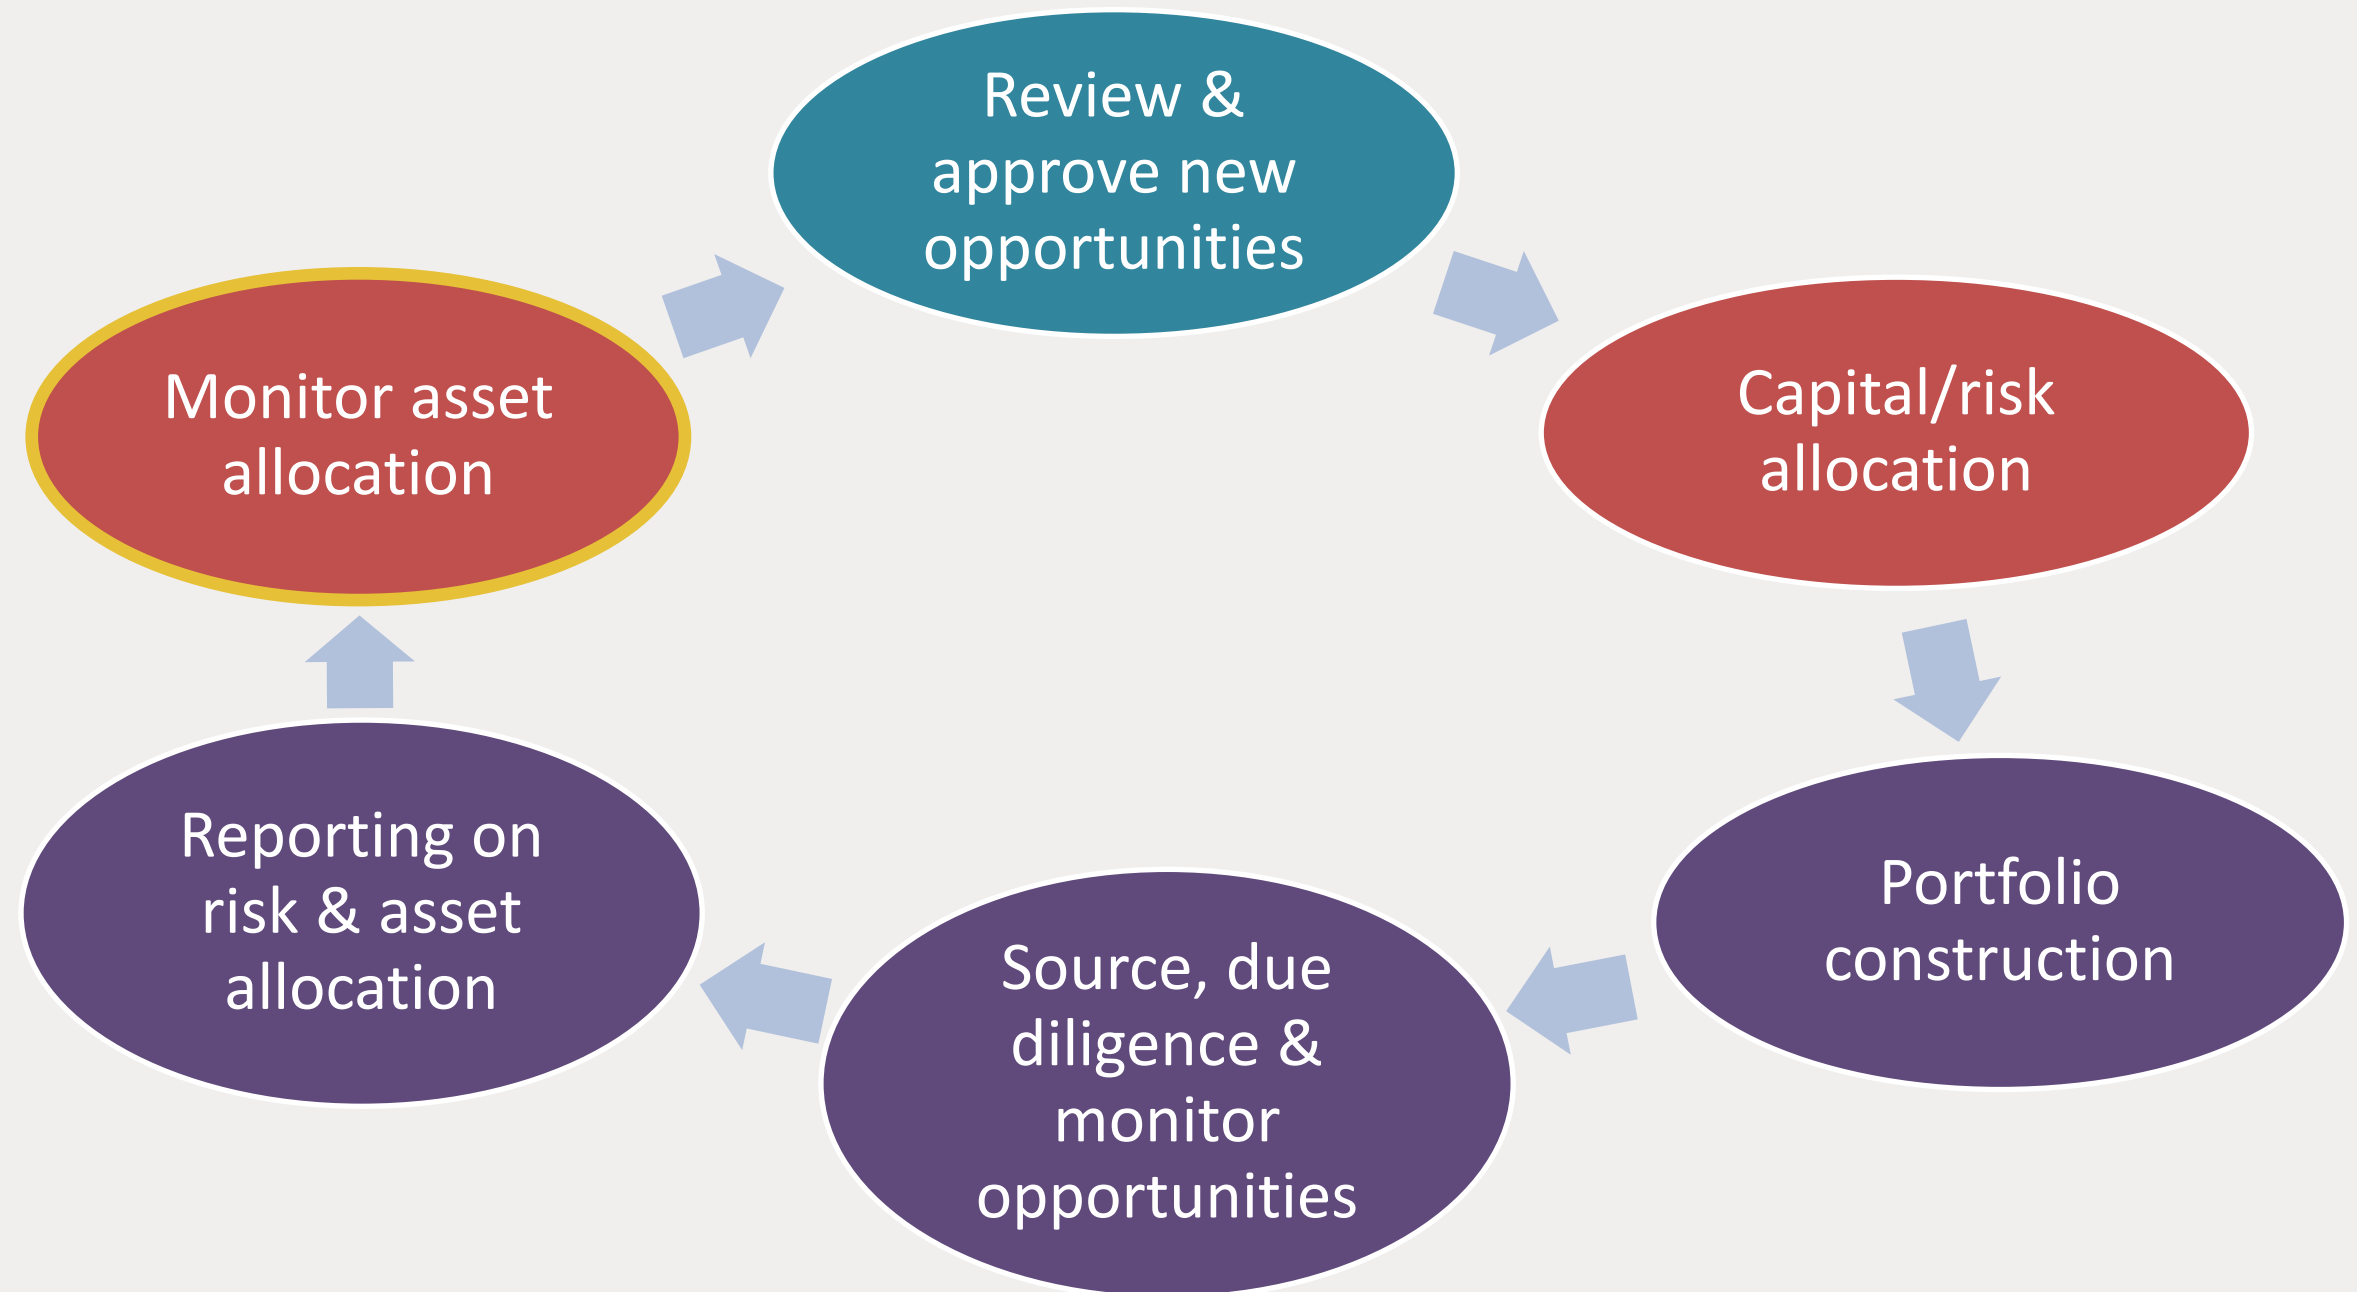 Review &
approve new
opportunities
Capital/risk
allocation
Portfolio
construction
Source, due
diligence &
monitor
opportunities
Reporting on
risk & asset
allocation
Monitor asset
allocation